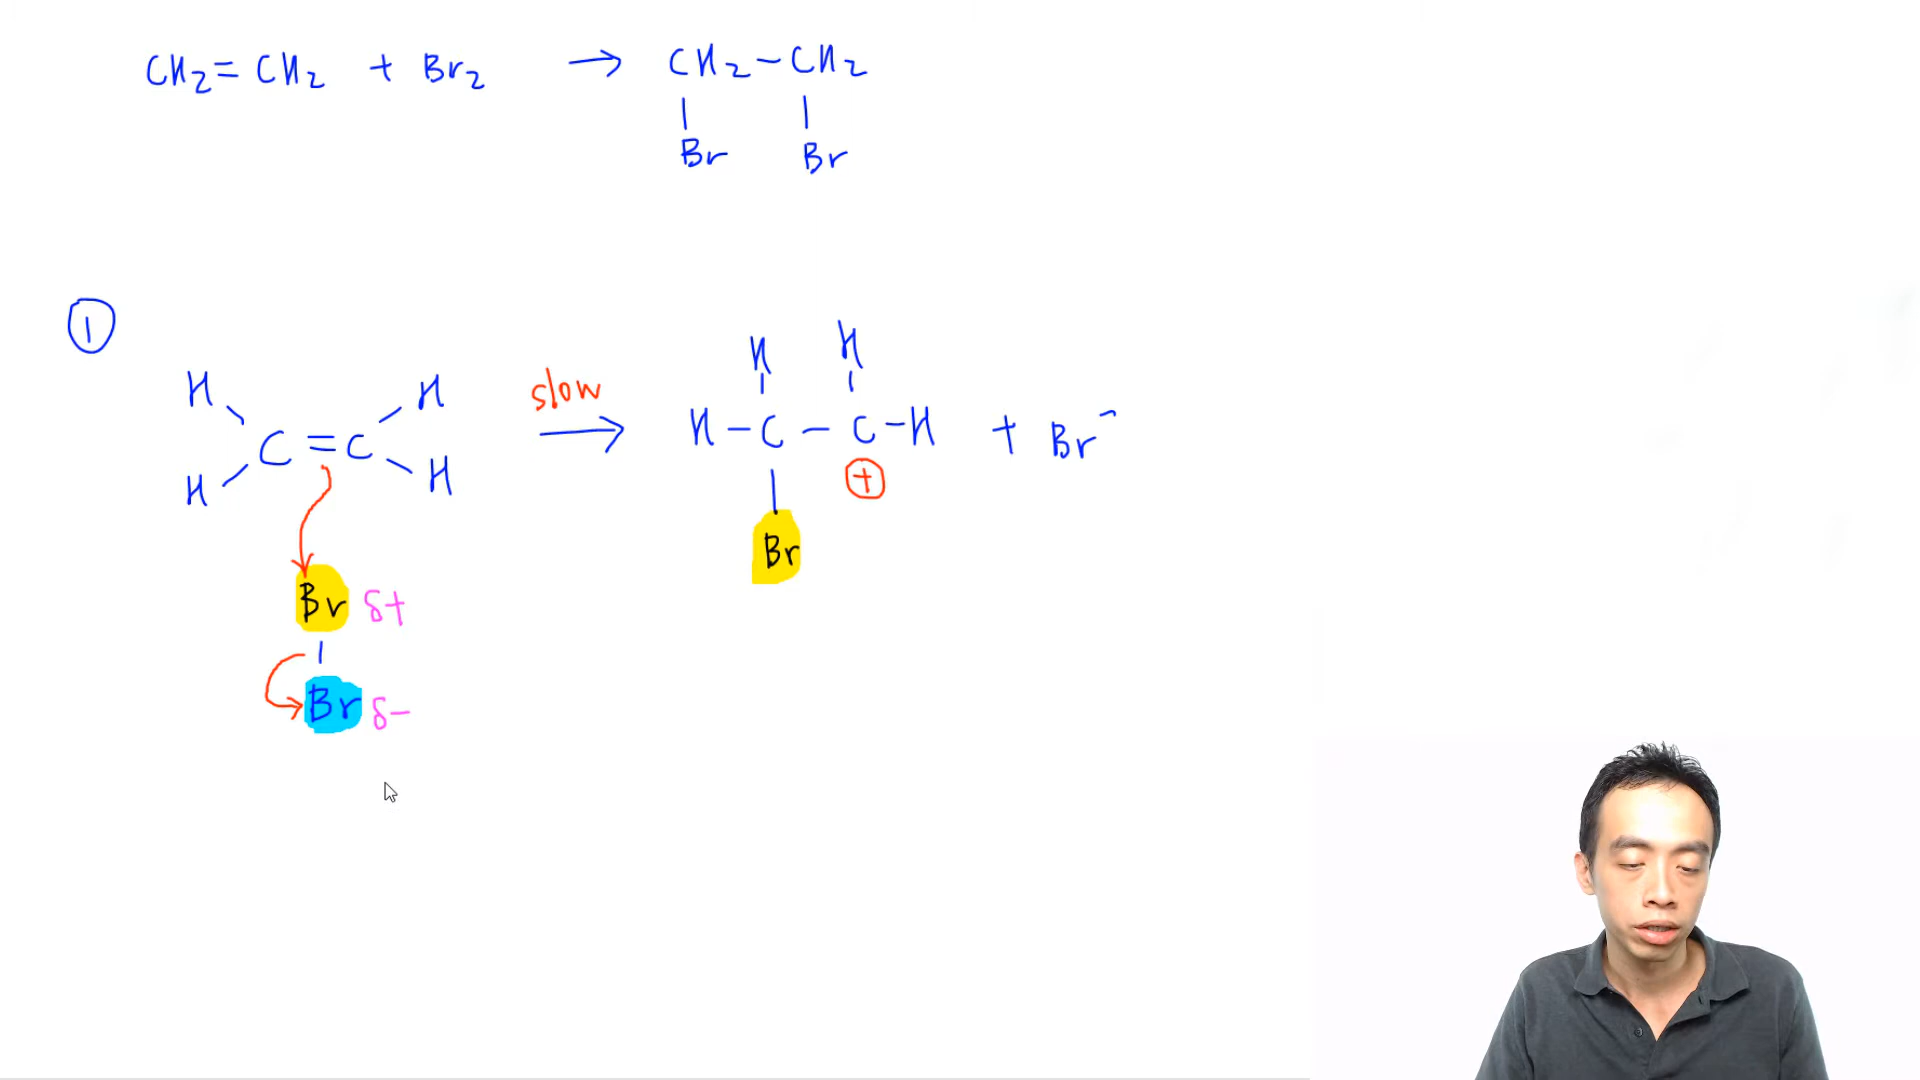 CH2=CH2 + Br2 → CH2-CH2
Br Br
①
H H
H H
slow
C=C → H-C-C-H + Br⁻
⊕
H H
Br
Br δ+
Br δ-